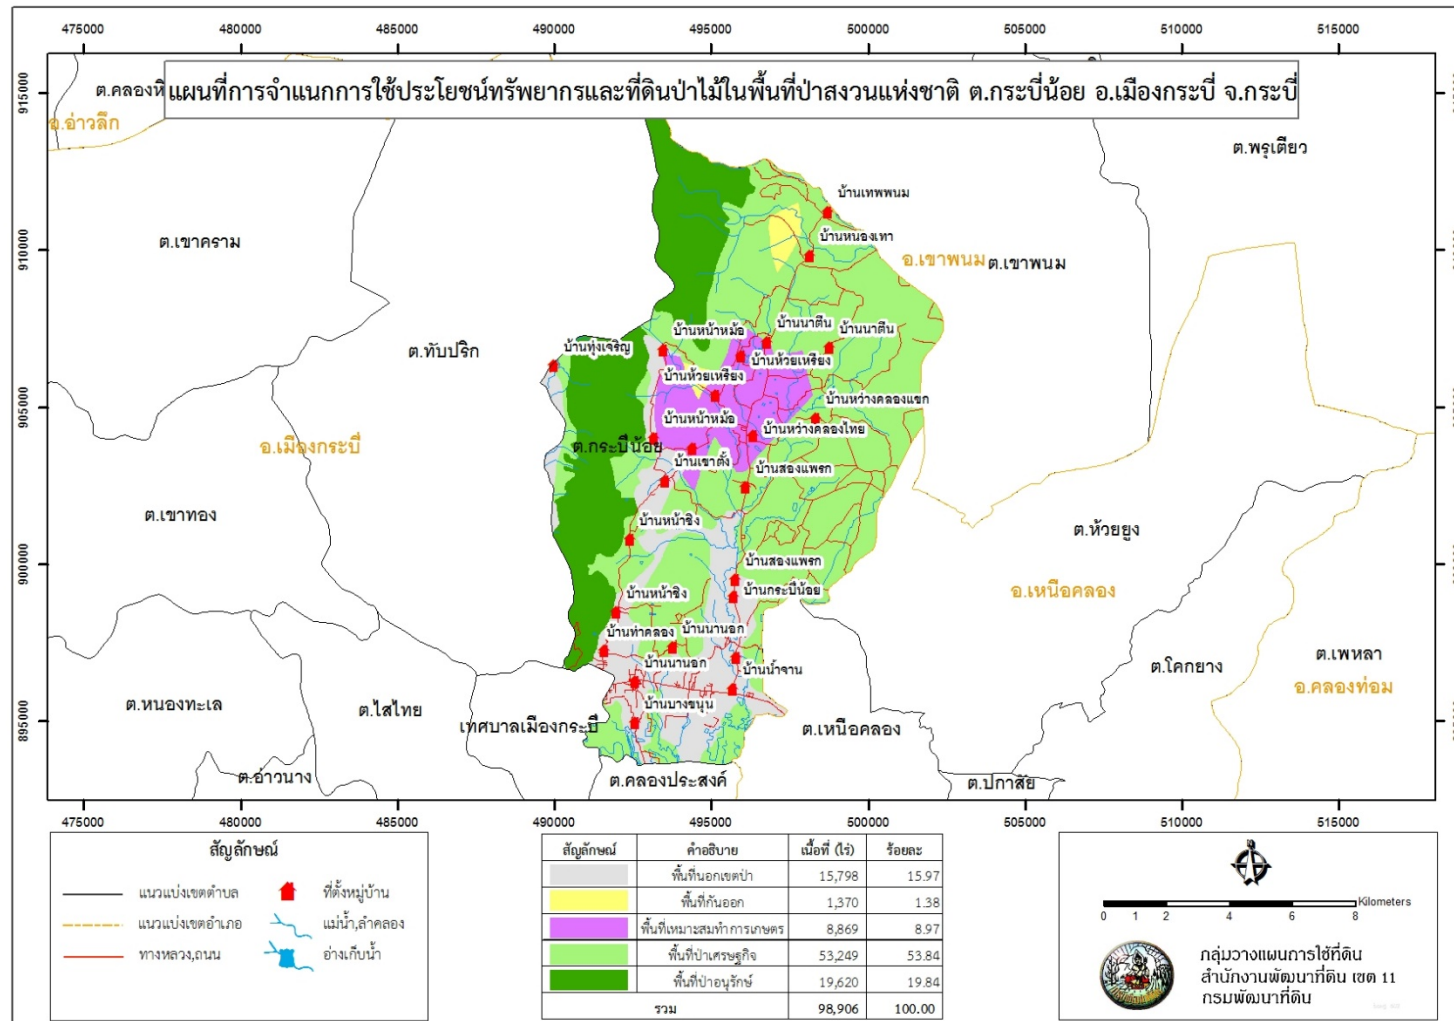 475000 480000 485000 490000 495000 500000 505000 510000 515000
แผนที่การจำแนกการใช้ประโยชน์ทรัพยากรและที่ดินป่าไม้ในพื้นที่ป่าสงวนแห่งชาติ ต.กระบี่น้อย อ.เมืองกระบี่ จ.กระบี่
915000
910000
905000
900000
895000
อ.อ่าวลึก
ต.พรุเตียว
บ้านเทพพนม
บ้านหนองเทา
ต.เขาคราม
อ.เขาพนม
ต.เขาพนม
บ้านหน้าหม้อ
บ้านนาตีน
บ้านนาตีน
ต.ทับปริก
บ้านทุ่งเจริญ
บ้านห้วยเหรียง
บ้านห้วยเหรียง
บ้านหว่างคลองแขก
บ้านหน้าหม้อ
บ้านหว่างคลองไทย
อ.เมืองกระบี่
ต.กระบี่น้อย
บ้านเขาตั้ง
บ้านสองแพรก
ต.เขาทอง
บ้านหน้าชิง
ต.ห้วยยูง
บ้านสองแพรก
บ้านกระบี่น้อย
อ.เหนือคลอง
บ้านหน้าชิง
บ้านท่าคลอง
บ้านนานอก
บ้านนานอก
บ้านน้ำจาน
ต.โคกยาง
ต.เพหลา
อ.คลองท่อม
ต.หนองทะเล
ต.ไสไทย
บ้านบางขนุน
เทศบาลเมืองกระบี่
ต.เหนือคลอง
ต.อ่าวนาง
ต.คลองประสงค์
ต.ปกาสัย
475000 480000 485000 490000 495000 500000 505000 510000 515000
สัญลักษณ์
แนวแบ่งเขตตำบล ที่ตั้งหมู่บ้าน
แนวแบ่งเขตอำเภอ แม่น้ำ,ลำคลอง
ทางหลวง,ถนน อ่างเก็บน้ำ
สัญลักษณ์ คำอธิบาย เนื้อที่ (ไร่) ร้อยละ
พื้นที่นอกเขตป่า 15,798 15.97
พื้นที่กันออก 1,370 1.38
พื้นที่เหมาะสมทำการเกษตร 8,869 8.97
พื้นที่ป่าเศรษฐกิจ 53,249 53.84
พื้นที่ป่าอนุรักษ์ 19,620 19.84
รวม 98,906 100.00
Kilometers
0 1 2 4 6 8
กลุ่มวางแผนการใช้ที่ดิน
สำนักงานพัฒนาที่ดิน เขต 11
กรมพัฒนาที่ดิน